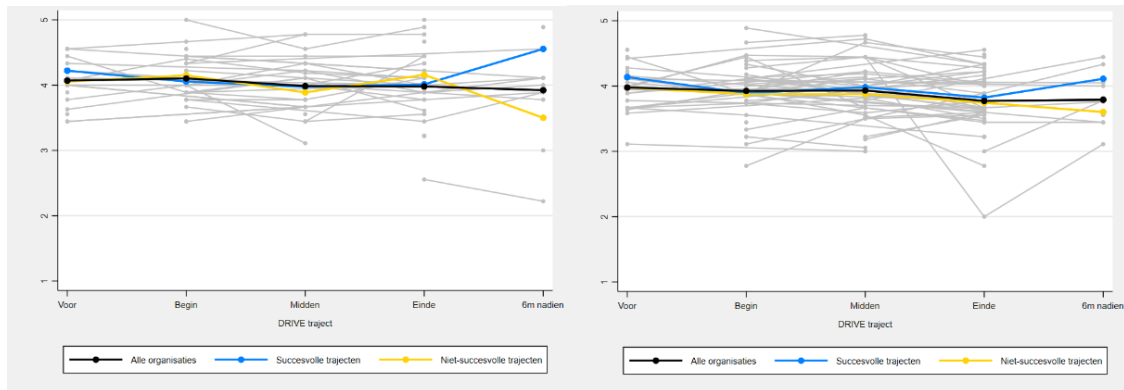 5
4
3
2
1
Voor Begin Midden Einde 6m nadien
DRIVE traject
Alle organisaties Succesvolle trajecten Niet-succesvolle trajecten
5
4
3
2
1
Voor Begin Midden Einde 6m nadien
DRIVE traject
Alle organisaties Succesvolle trajecten Niet-succesvolle trajecten